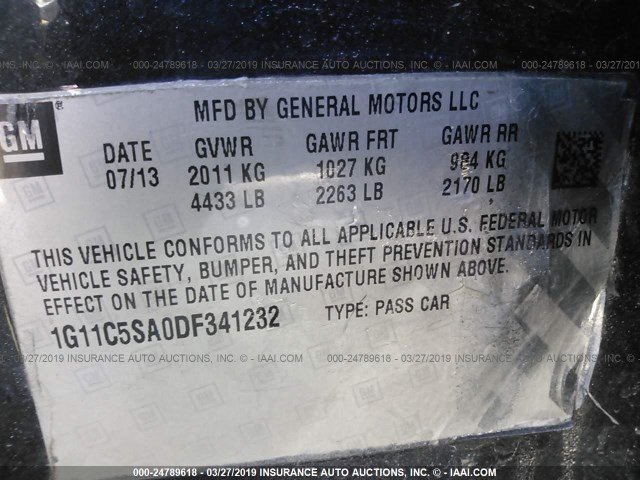 000-24789618 - 03/27/2019 INSURANCE AUTO AUCTIONS, INC. © - IAAI.COM
GM ®
MFD BY GENERAL MOTORS LLC
DATE GVWR GAWR FRT GAWR RR
07/13 2011 KG 1027 KG 984 KG
4433 LB 2263 LB 2170 LB
THIS VEHICLE CONFORMS TO ALL APPLICABLE U.S. FEDERAL MOTOR
VEHICLE SAFETY, BUMPER, AND THEFT PREVENTION STANDARDS IN
EFFECT ON THE DATE OF MANUFACTURE SHOWN ABOVE.
1G11C5SA0DF341232 TYPE: PASS CAR
000-24789618 - 03/27/2019 INSURANCE AUTO AUCTIONS, INC. © - IAAI.COM
000-24789618 - 03/27/2019 INSURANCE AUTO AUCTIONS, INC. © - IAAI.COM